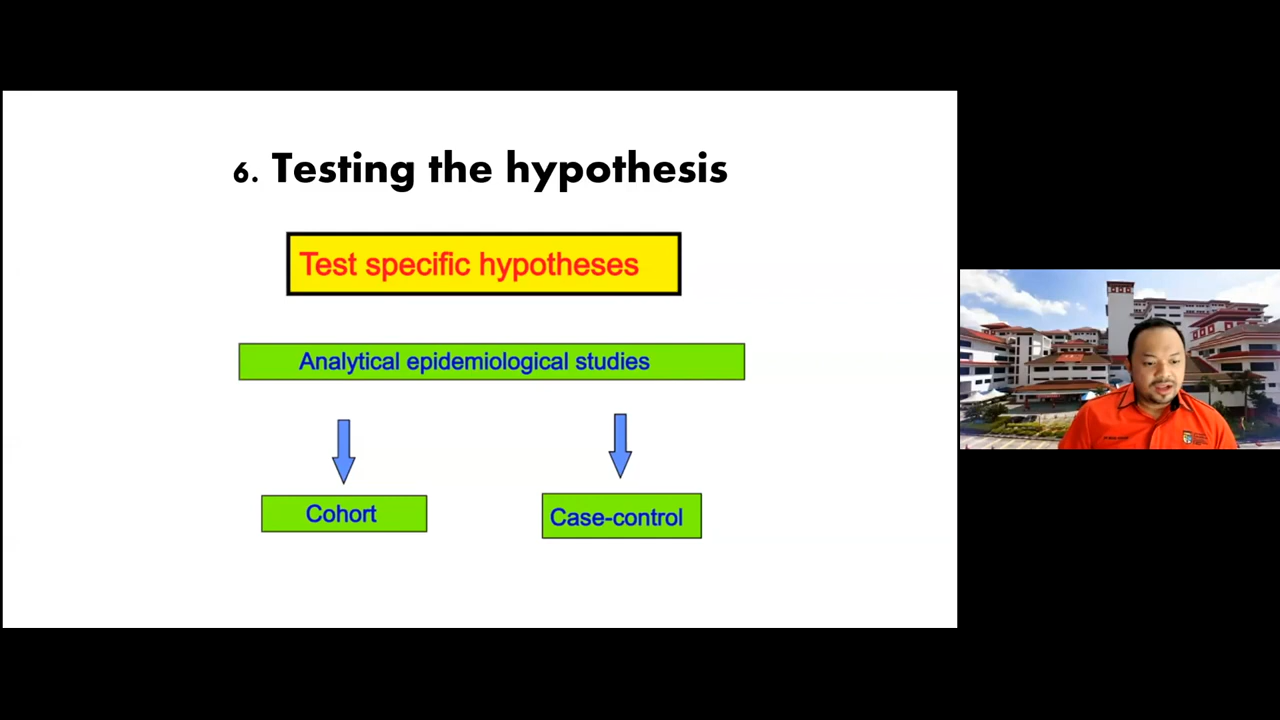 6. Testing the hypothesis
Test specific hypotheses
Analytical epidemiological studies
Cohort
Case-control